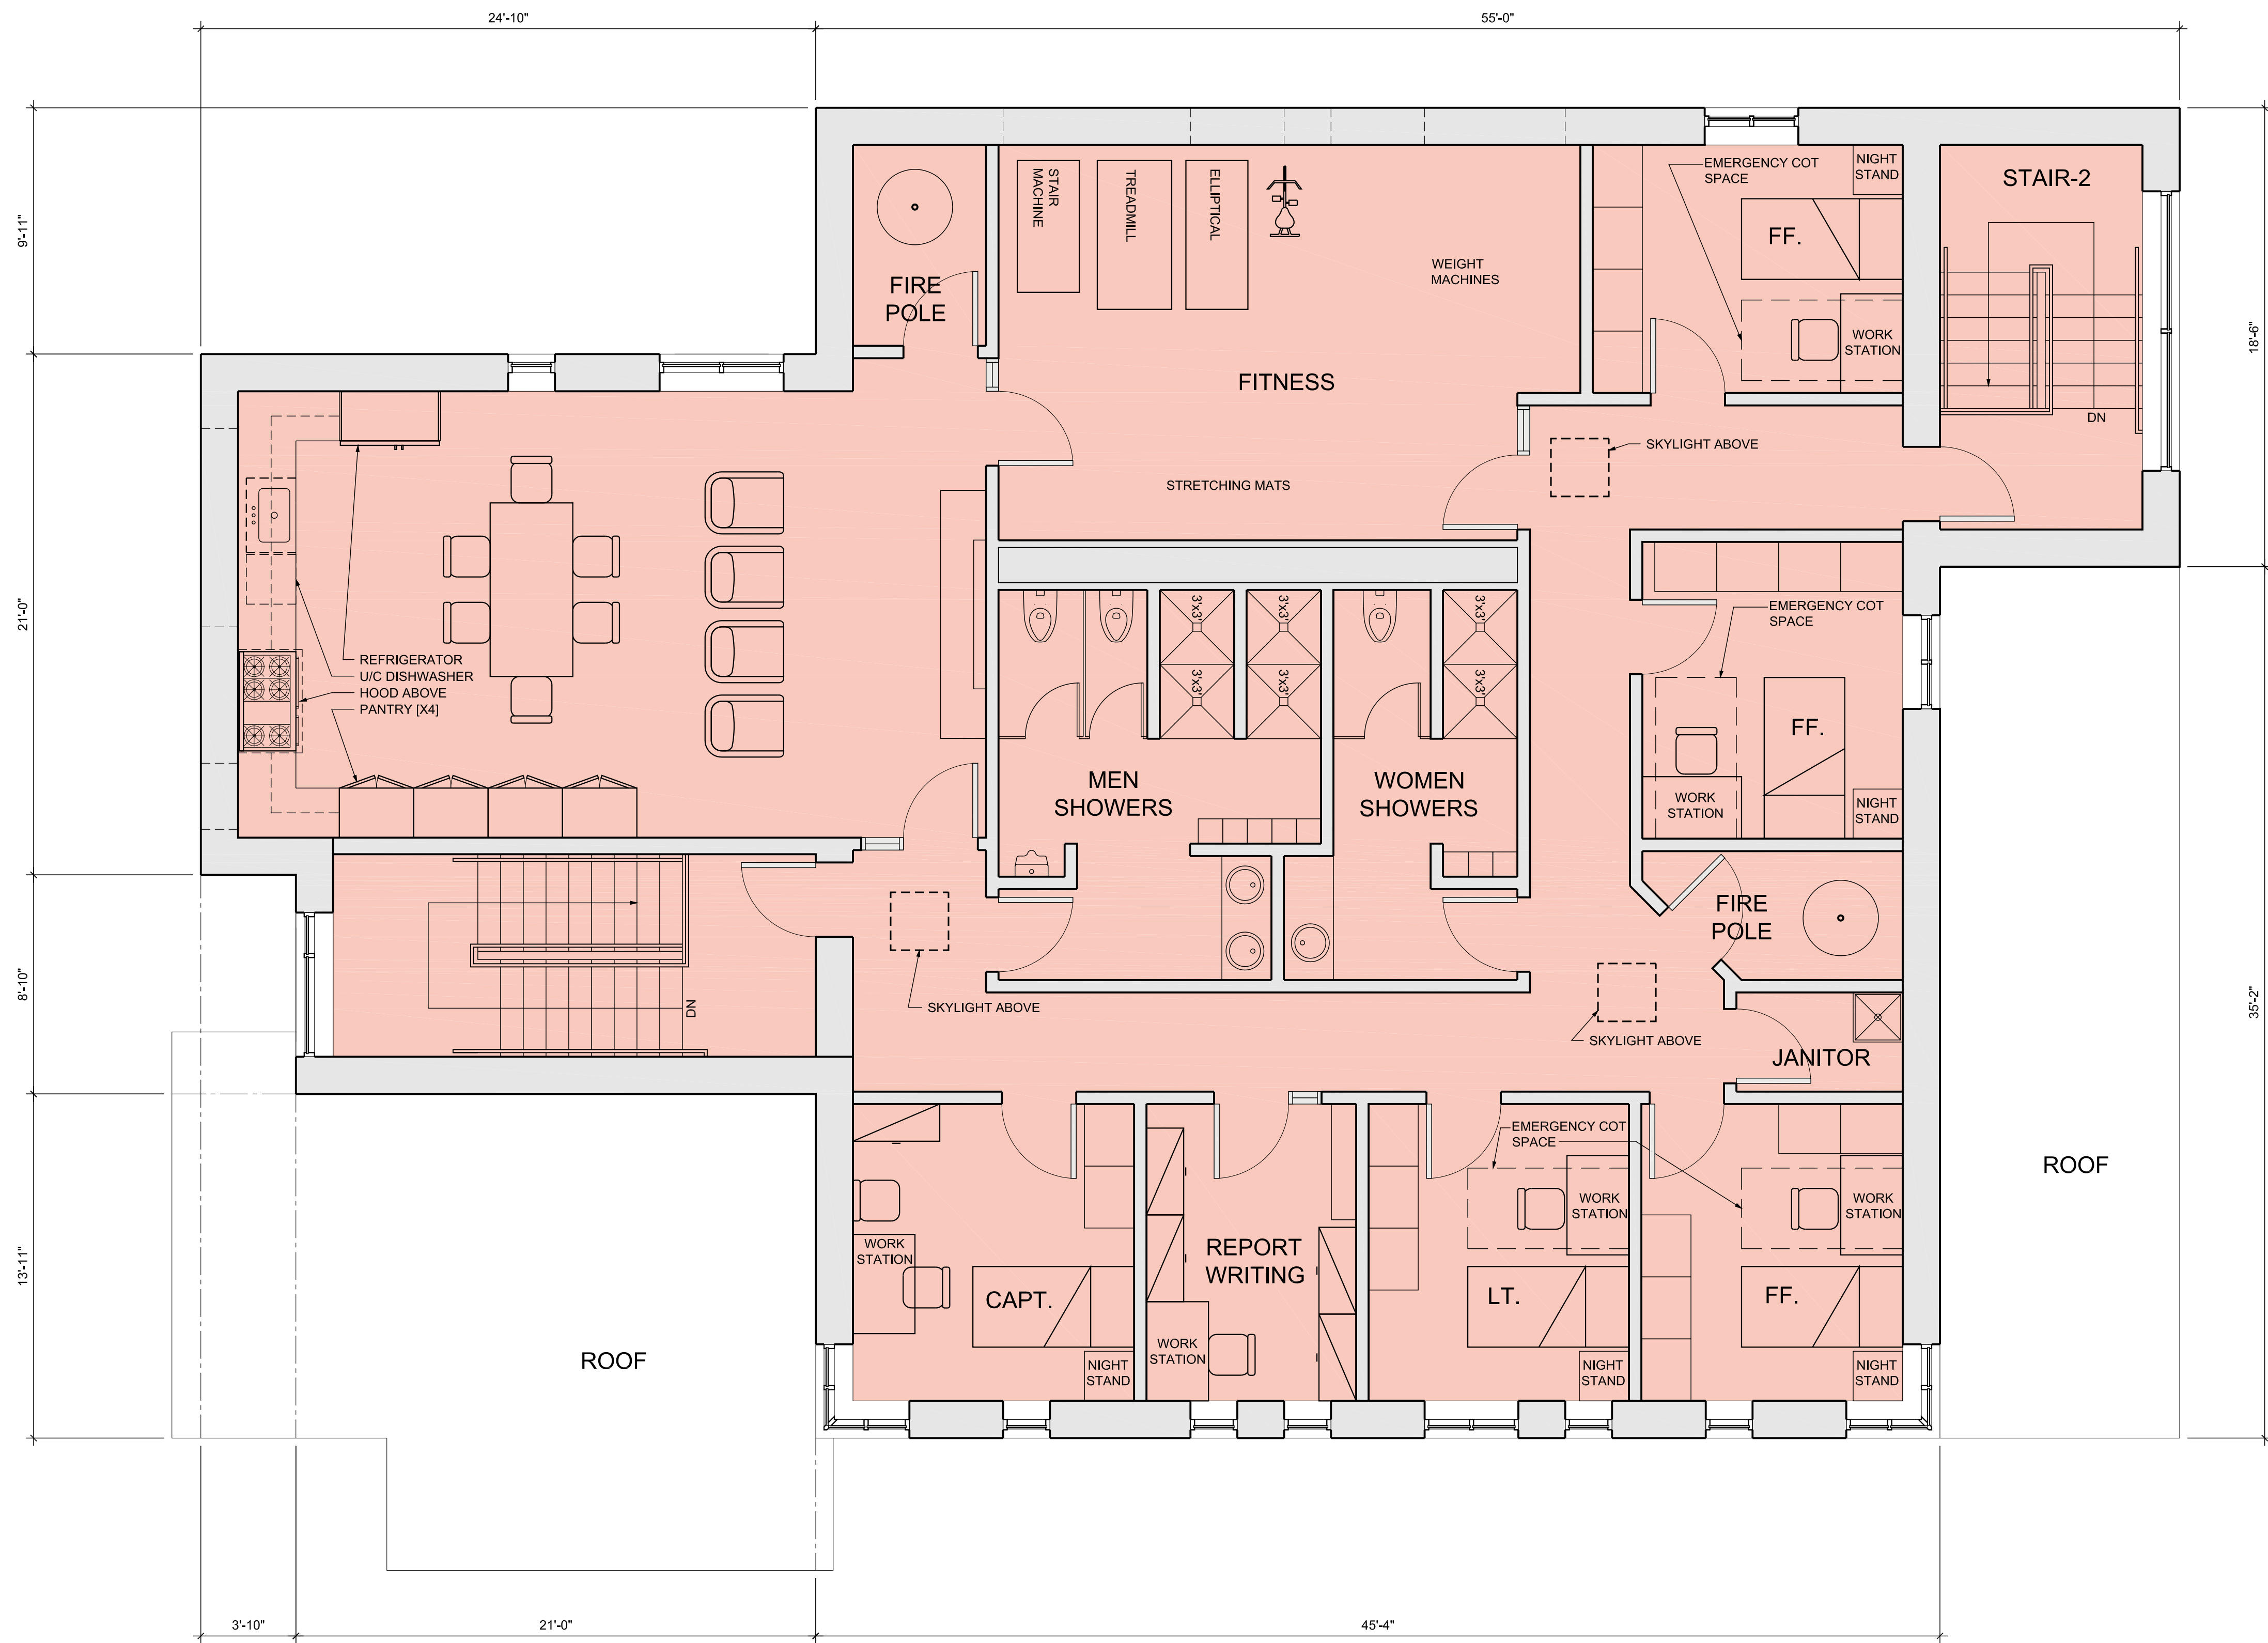 24'-10"
55'-0"
9'-11"
21'-0"
8'-10"
13'-11"
18'-6"
35'-2"
3'-10"
21'-0"
45'-4"
FIRE
POLE
STAIR
MACHINE
TREADMILL
ELLIPTICAL
WEIGHT
MACHINES
FITNESS
STRETCHING MATS
EMERGENCY COT
SPACE
NIGHT
STAND
FF.
WORK
STATION
STAIR-2
DN
SKYLIGHT ABOVE
REFRIGERATOR
U/C DISHWASHER
HOOD ABOVE
PANTRY [X4]
3'x3'
3'x3'
3'x3'
3'x3'
3'x3'
3'x3'
MEN
SHOWERS
WOMEN
SHOWERS
EMERGENCY COT
SPACE
FF.
WORK
STATION
NIGHT
STAND
FIRE
POLE
DN
SKYLIGHT ABOVE
SKYLIGHT ABOVE
JANITOR
WORK
STATION
CAPT.
NIGHT
STAND
REPORT
WRITING
WORK
STATION
EMERGENCY COT
SPACE
WORK
STATION
LT.
NIGHT
STAND
WORK
STATION
FF.
NIGHT
STAND
ROOF
ROOF